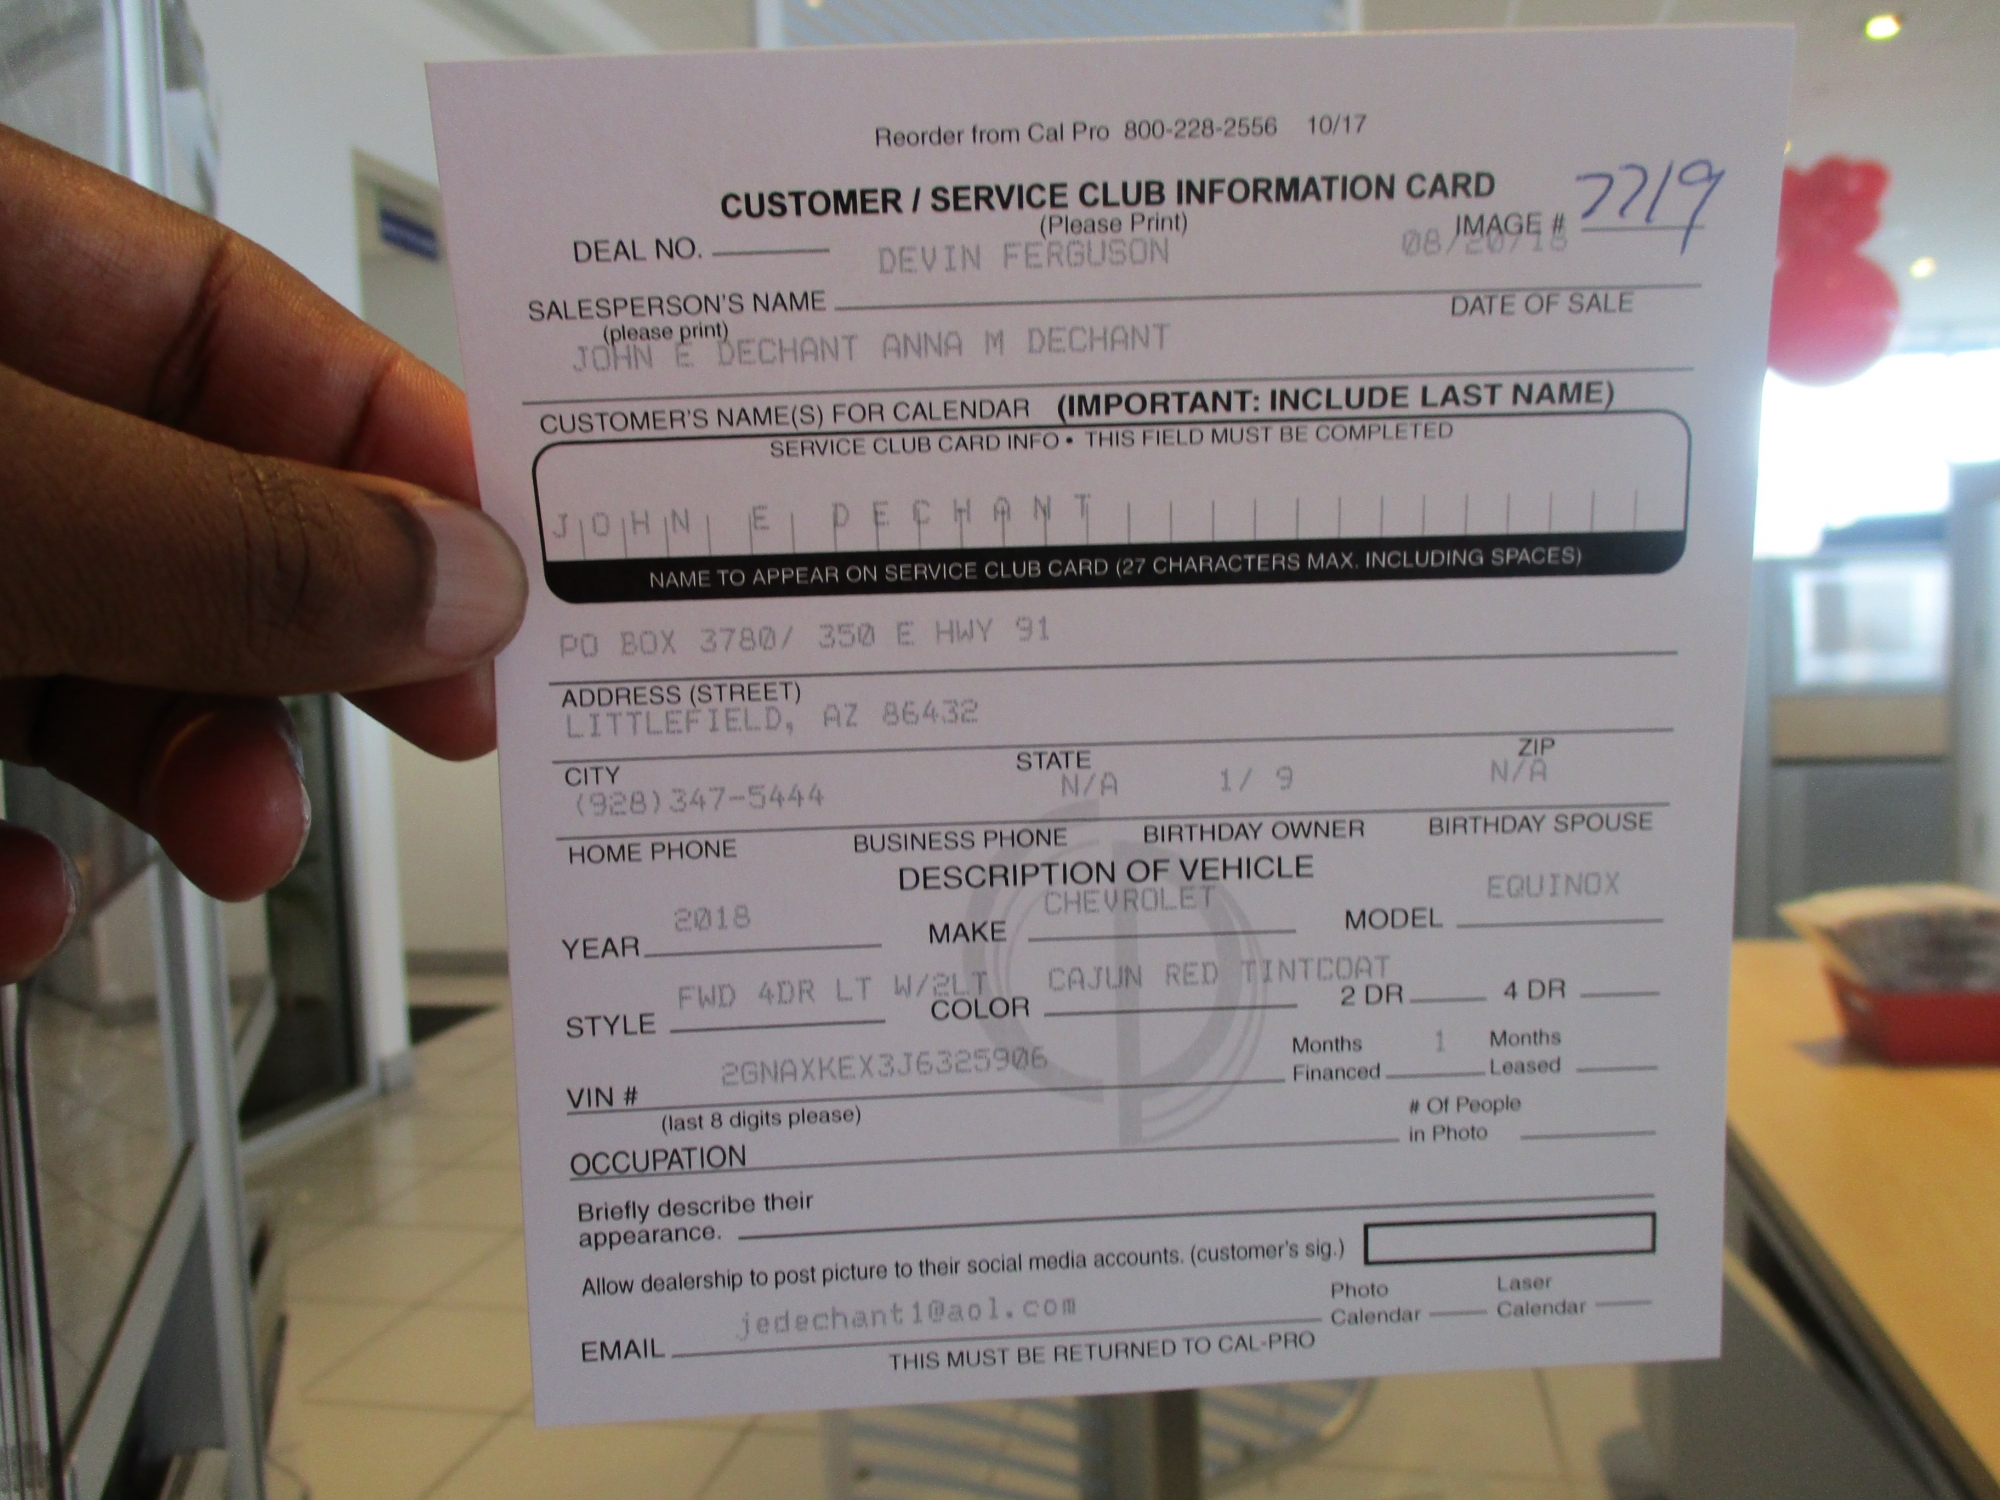 Reorder from Cal Pro 800-228-2556 10/17
CUSTOMER / SERVICE CLUB INFORMATION CARD
(Please Print)
IMAGE # 7719
DEAL NO. DEVIN FERGUSON 08/20/18
SALESPERSON'S NAME DATE OF SALE
(please print)
JOHN E DECHANT ANNA M DECHANT
CUSTOMER'S NAME(S) FOR CALENDAR (IMPORTANT: INCLUDE LAST NAME)
SERVICE CLUB CARD INFO • THIS FIELD MUST BE COMPLETED
JOHN E DECHANT
NAME TO APPEAR ON SERVICE CLUB CARD (27 CHARACTERS MAX. INCLUDING SPACES)
PO BOX 3780/ 350 E HWY 91
ADDRESS (STREET)
LITTLEFIELD, AZ 86432
CITY STATE ZIP
(928)347-5444 N/A 1/ 9 N/A
HOME PHONE BUSINESS PHONE BIRTHDAY OWNER BIRTHDAY SPOUSE
DESCRIPTION OF VEHICLE
2018 CHEVROLET EQUINOX
YEAR MAKE MODEL
FWD 4DR LT W/2LT CAJUN RED TINTCOAT
STYLE COLOR 2 DR 4 DR
2GNAXKEX3J6325906 Months Financed 1 Months Leased
VIN #
(last 8 digits please)
# Of People in Photo
OCCUPATION
Briefly describe their
appearance.
Allow dealership to post picture to their social media accounts. (customer's sig.)
jedechant1@aol.com Photo Calendar Laser Calendar
EMAIL
THIS MUST BE RETURNED TO CAL-PRO